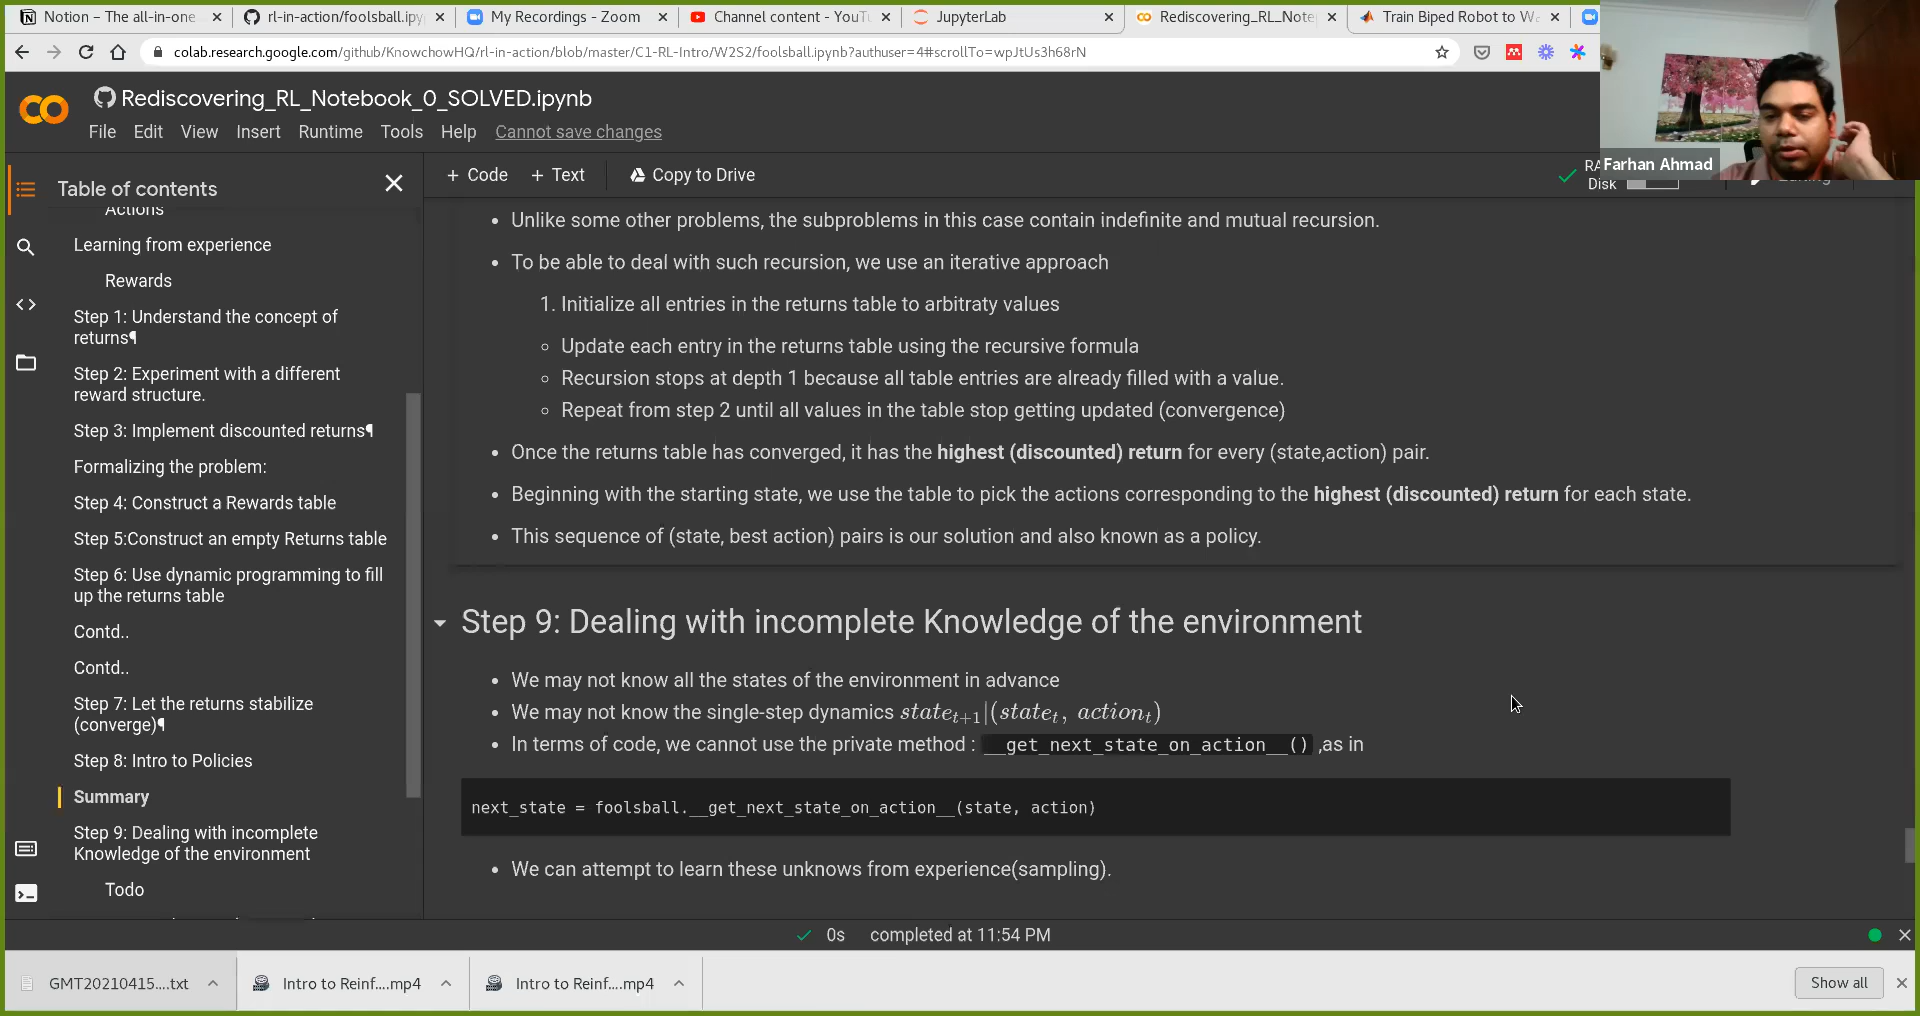 Notion – The all-in-one
rl-in-action/foolsball.ipy
My Recordings - Zoom
Channel content - YouT
JupyterLab
Rediscovering_RL_Note
Train Biped Robot to Wa
colab.research.google.com/github/KnowchowHQ/rl-in-action/blob/master/C1-RL-Intro/W2S2/foolsball.ipynb?authuser=4#scrollTo=wpJtUs3h68rN
Rediscovering_RL_Notebook_0_SOLVED.ipynb
File Edit View Insert Runtime Tools Help Cannot save changes
Farhan Ahmad
+ Code + Text Copy to Drive
Disk
Table of contents
Actions
Learning from experience
Rewards
Step 1: Understand the concept of
returns¶
Step 2: Experiment with a different
reward structure.
Step 3: Implement discounted returns¶
Formalizing the problem:
Step 4: Construct a Rewards table
Step 5:Construct an empty Returns table
Step 6: Use dynamic programming to fill
up the returns table
Contd..
Contd..
Step 7: Let the returns stabilize
(converge)¶
Step 8: Intro to Policies
Summary
Step 9: Dealing with incomplete
Knowledge of the environment
Todo
• Unlike some other problems, the subproblems in this case contain indefinite and mutual recursion.
• To be able to deal with such recursion, we use an iterative approach
1. Initialize all entries in the returns table to arbitraty values
◦ Update each entry in the returns table using the recursive formula
◦ Recursion stops at depth 1 because all table entries are already filled with a value.
◦ Repeat from step 2 until all values in the table stop getting updated (convergence)
• Once the returns table has converged, it has the highest (discounted) return for every (state,action) pair.
• Beginning with the starting state, we use the table to pick the actions corresponding to the highest (discounted) return for each state.
• This sequence of (state, best action) pairs is our solution and also known as a policy.
Step 9: Dealing with incomplete Knowledge of the environment
• We may not know all the states of the environment in advance
• We may not know the single-step dynamics state_{t+1}|(state_t, action_t)
• In terms of code, we cannot use the private method : __get_next_state_on_action__() ,as in
next_state = foolsball.__get_next_state_on_action__(state, action)
• We can attempt to learn these unknows from experience(sampling).
0s completed at 11:54 PM
GMT20210415....txt
Intro to Reinf....mp4
Intro to Reinf....mp4
Show all